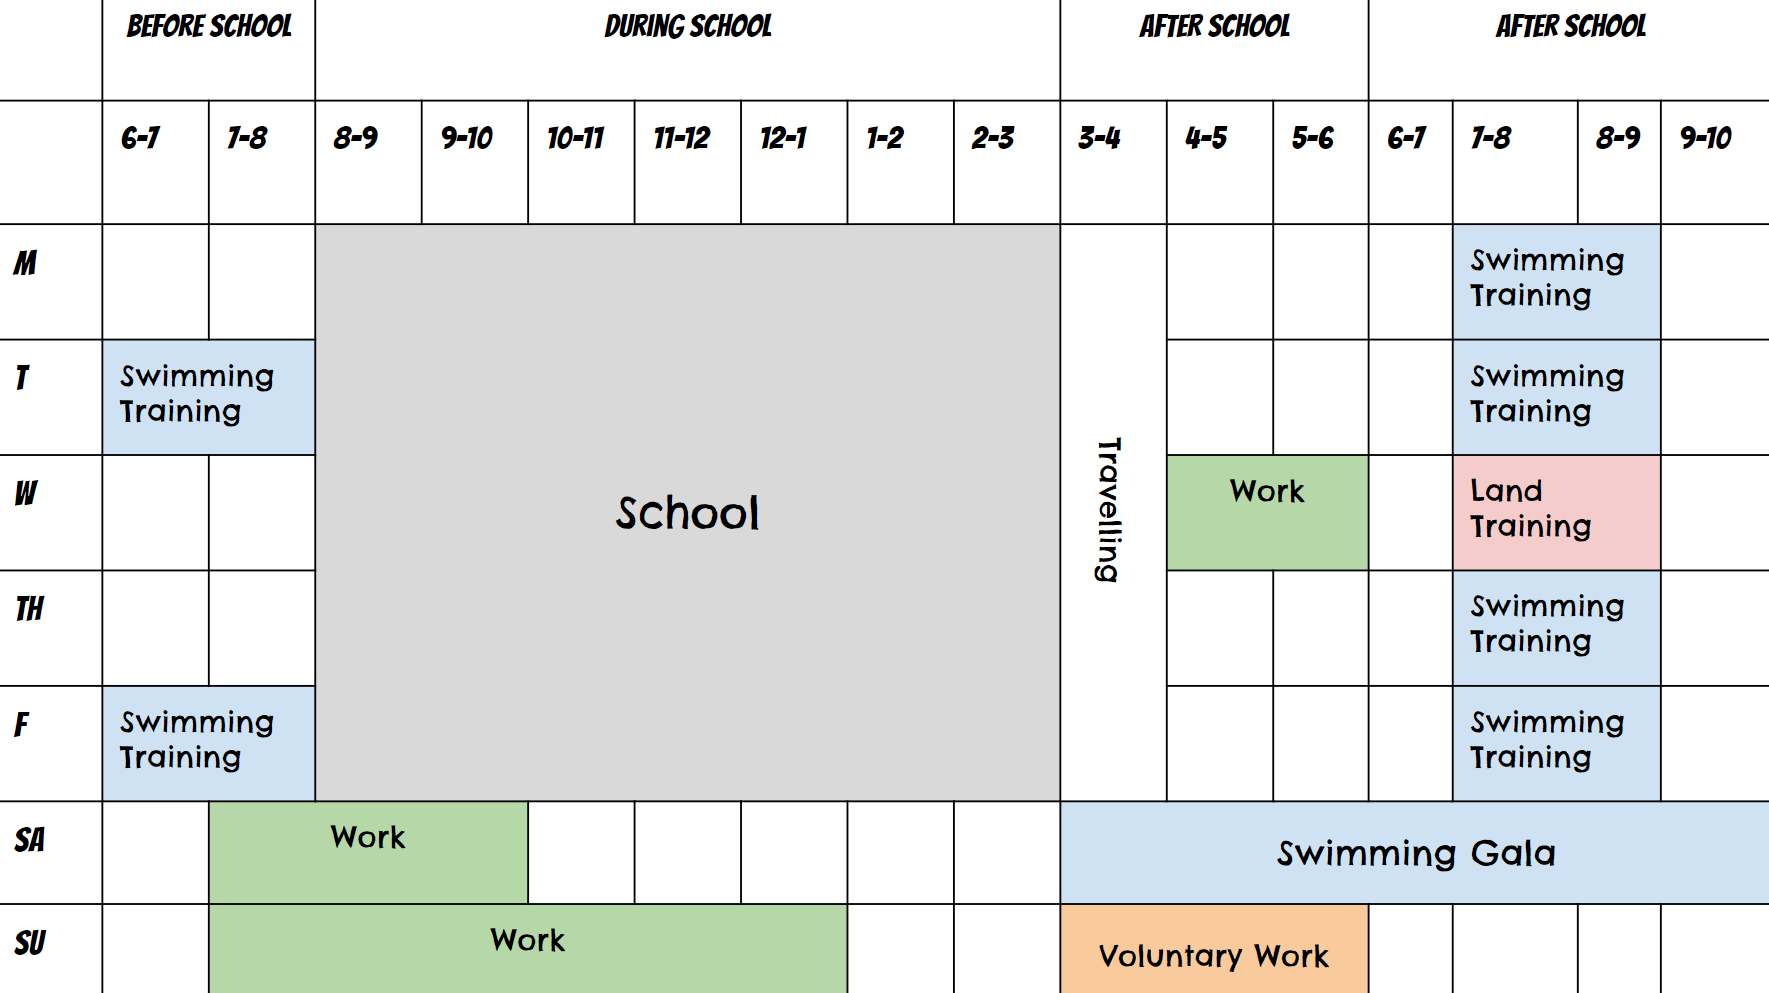 BEFORE SCHOOL DURING SCHOOL AFTER SCHOOL AFTER SCHOOL
6-7 7-8 8-9 9-10 10-11 11-12 12-1 1-2 2-3 3-4 4-5 5-6 6-7 7-8 8-9 9-10
M
Swimming
Training
T
Swimming
Training
Swimming
Training
W
School
Travelling
Work
Land
Training
TH
Swimming
Training
F
Swimming
Training
Swimming
Training
SA
Work
Swimming Gala
SU
Work
Voluntary Work